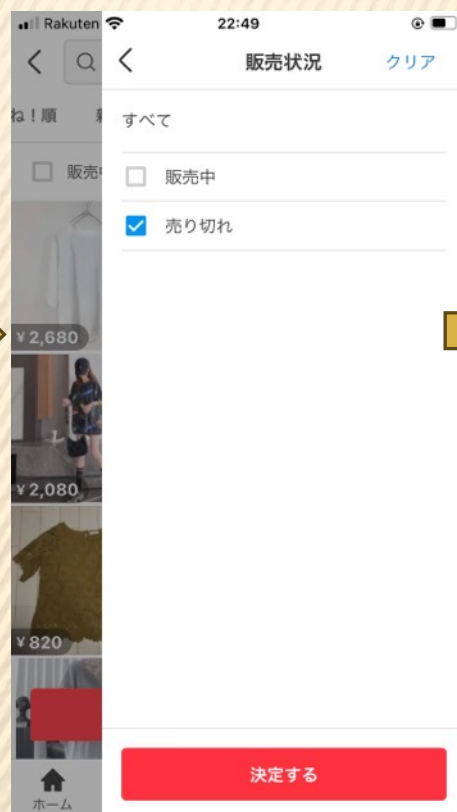 Rakuten 22:49
販売状況 クリア
ね！順
すべて
販売
販売中
売り切れ
¥2,680
¥2,080
¥820
決定する
ホーム